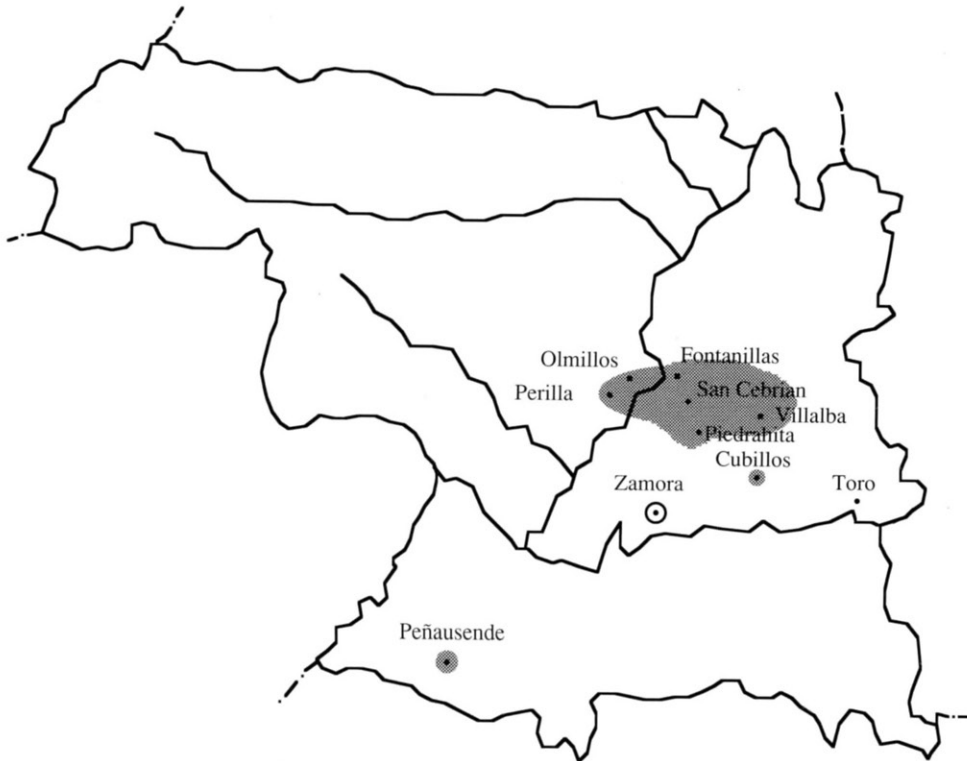 Olmillos
Fontanillas
Perilla
San Cebrian
Villalba
Piedrahita
Cubillos
Zamora
Toro
Peñausende